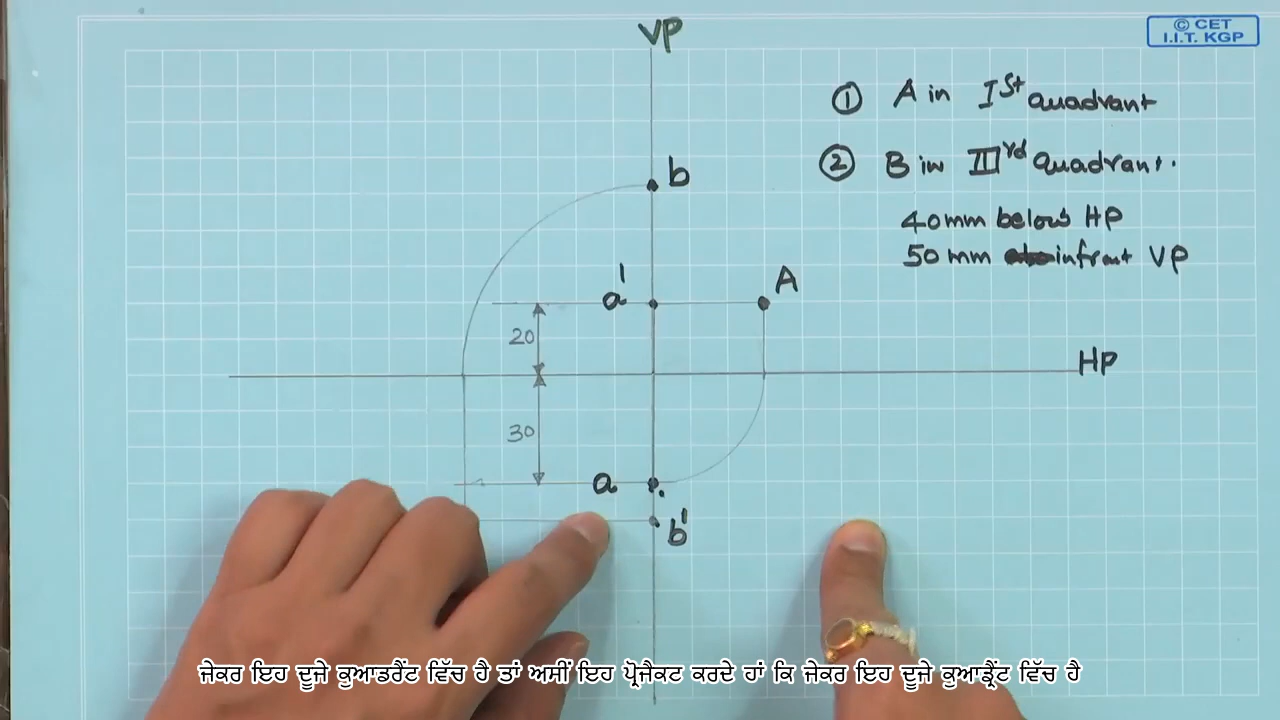 VP
© CET
I.I.T. KGP
① A in Iˢᵗ quadrant
② B in IIIʳᵈ Quadrant.
40mm below HP
50 mm infront VP
b
a'
A
20
HP
30
a
b'
ਜੇਕਰ ਇਹ ਦੂਜੇ ਕੁਆਡਰੈਂਟ ਵਿੱਚ ਹੈ ਤਾਂ ਅਸੀਂ ਇਹ ਪ੍ਰੋਜੈਕਟ ਕਰਦੇ ਹਾਂ ਕਿ ਜੇਕਰ ਇਹ ਦੂਜੇ ਕੁਆਡ੍ਰੈਂਟ ਵਿੱਚ ਹੈ